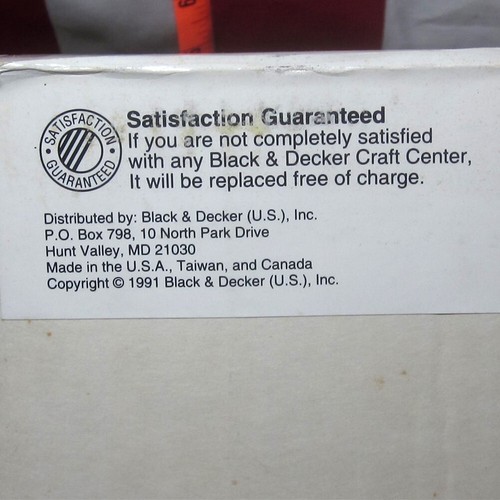 SATISFACTION GUARANTEED
Satisfaction Guaranteed
If you are not completely satisfied
with any Black & Decker Craft Center,
It will be replaced free of charge.
Distributed by: Black & Decker (U.S.), Inc.
P.O. Box 798, 10 North Park Drive
Hunt Valley, MD 21030
Made in the U.S.A., Taiwan, and Canada
Copyright © 1991 Black & Decker (U.S.), Inc.